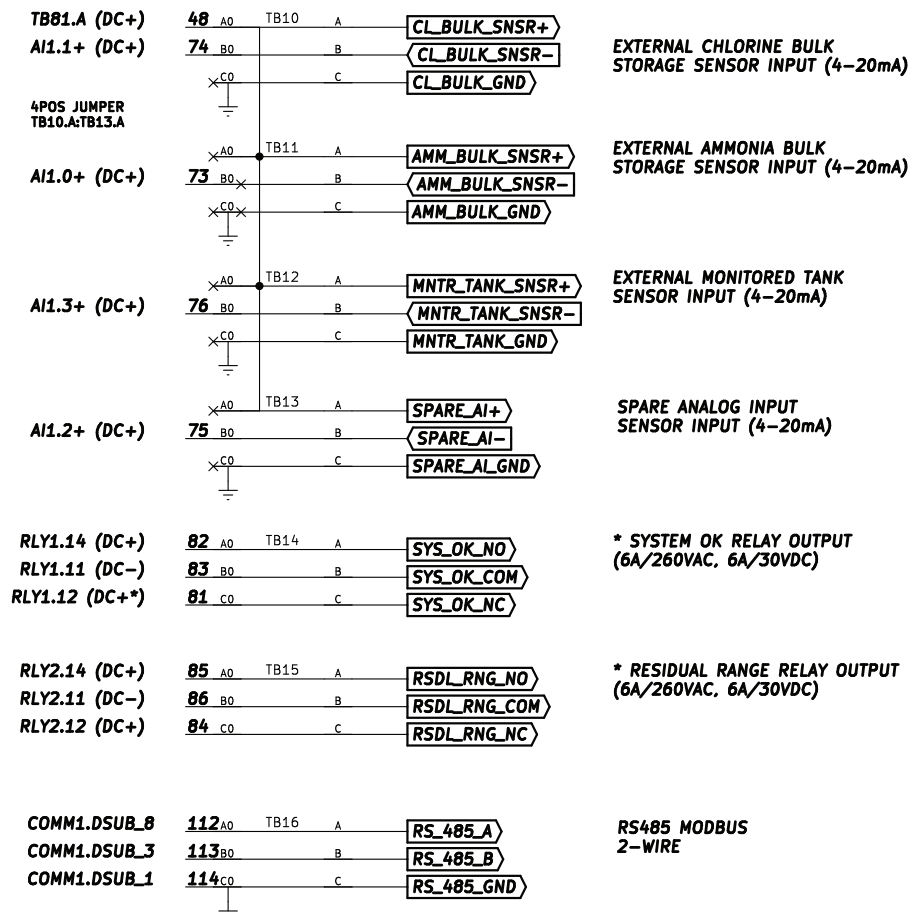 TB81.A (DC+) 48 A0 TB10 A CL_BULK_SNSR+
AI1.1+ (DC+) 74 B0 B CL_BULK_SNSR-
EXTERNAL CHLORINE BULK
STORAGE SENSOR INPUT (4-20mA)
C0 C CL_BULK_GND
4POS JUMPER
TB10.A:TB13.A
A0 TB11 A AMM_BULK_SNSR+
EXTERNAL AMMONIA BULK
STORAGE SENSOR INPUT (4-20mA)
AI1.0+ (DC+) 73 B0 B AMM_BULK_SNSR-
C0 C AMM_BULK_GND
A0 TB12 A MNTR_TANK_SNSR+
EXTERNAL MONITORED TANK
SENSOR INPUT (4-20mA)
AI1.3+ (DC+) 76 B0 B MNTR_TANK_SNSR-
C0 C MNTR_TANK_GND
A0 TB13 A SPARE_AI+
SPARE ANALOG INPUT
SENSOR INPUT (4-20mA)
AI1.2+ (DC+) 75 B0 B SPARE_AI-
C0 C SPARE_AI_GND
RLY1.14 (DC+) 82 A0 TB14 A SYS_OK_NO
* SYSTEM OK RELAY OUTPUT
(6A/260VAC, 6A/30VDC)
RLY1.11 (DC-) 83 B0 B SYS_OK_COM
RLY1.12 (DC+*) 81 C0 C SYS_OK_NC
RLY2.14 (DC+) 85 A0 TB15 A RSDL_RNG_NO
* RESIDUAL RANGE RELAY OUTPUT
(6A/260VAC, 6A/30VDC)
RLY2.11 (DC-) 86 B0 B RSDL_RNG_COM
RLY2.12 (DC+) 84 C0 C RSDL_RNG_NC
COMM1.DSUB_8 112 A0 TB16 A RS_485_A
RS485 MODBUS
2-WIRE
COMM1.DSUB_3 113 B0 B RS_485_B
COMM1.DSUB_1 114 C0 C RS_485_GND